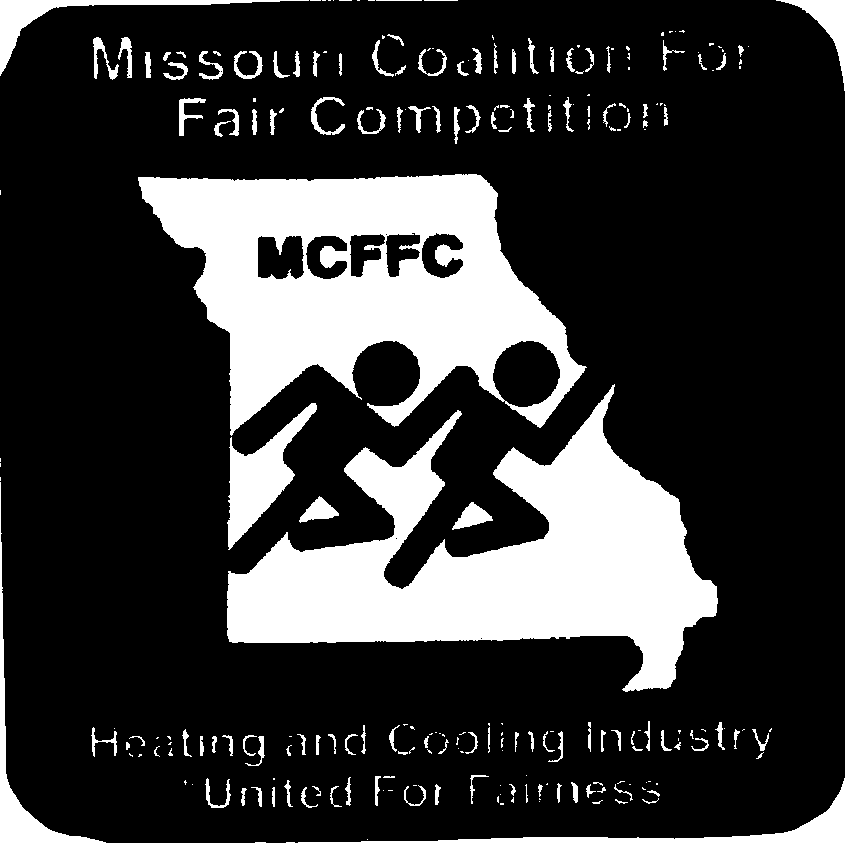 Missouri Coalition For
Fair Competition
MCFFC
Heating and Cooling Industry
"United For Fairness